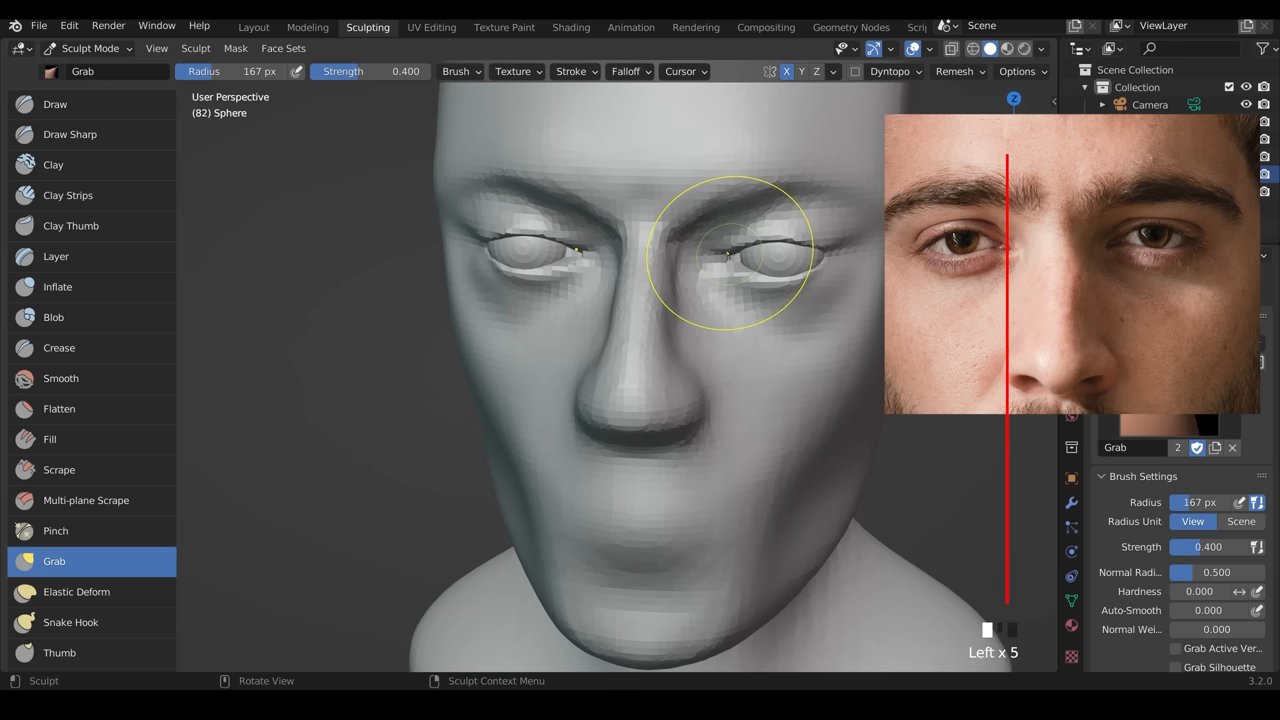 File Edit Render Window Help Layout Modeling Sculpting UV Editing Texture Paint Shading Animation Rendering Compositing Geometry Nodes Scri Scene ViewLayer
Sculpt Mode View Sculpt Mask Face Sets
Grab Radius 167 px Strength 0.400 Brush Texture Stroke Falloff Cursor X Y Z Dyntopo Remesh Options
Scene Collection
Collection
Camera
User Perspective
(82) Sphere
Z
Draw
Draw Sharp
Clay
Clay Strips
Clay Thumb
Layer
Inflate
Blob
Crease
Smooth
Flatten
Fill
Scrape
Multi-plane Scrape
Pinch
Grab
Elastic Deform
Snake Hook
Thumb
Grab 2
Brush Settings
Radius 167 px
Radius Unit View Scene
Strength 0.400
Normal Radi... 0.500
Hardness 0.000
Auto-Smooth 0.000
Normal Wei... 0.000
Grab Active Ver...
Grab Silhouette
Left x 5
Sculpt Rotate View Sculpt Context Menu 3.2.0